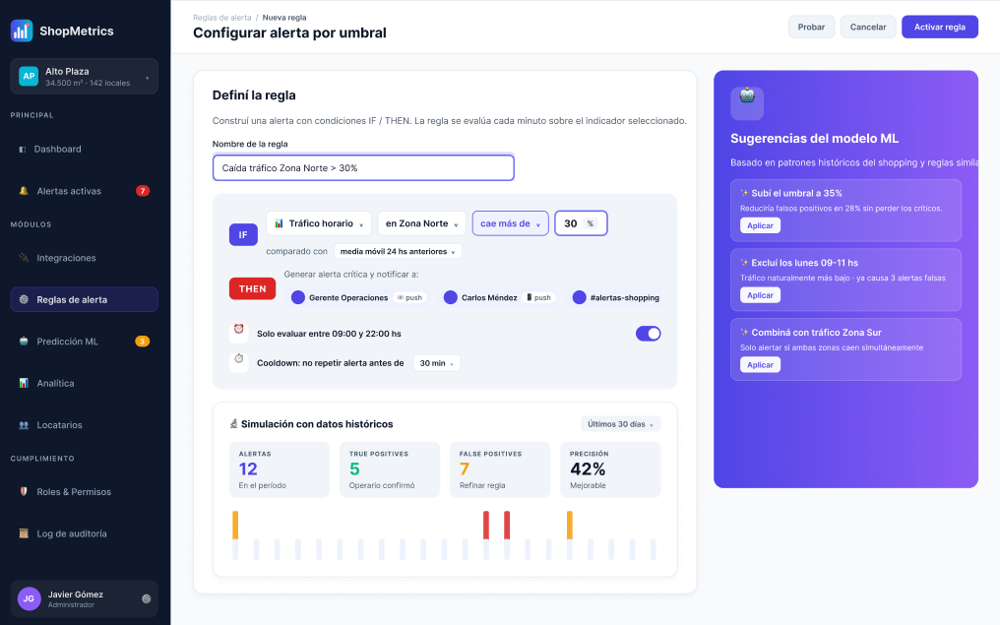 ShopMetrics
AP
Alto Plaza
34.500 m² · 142 locales
PRINCIPAL
Dashboard
Alertas activas
7
MÓDULOS
Integraciones
Reglas de alerta
Predicción ML
3
Analítica
Locatarios
CUMPLIMIENTO
Roles & Permisos
Log de auditoría
JG
Javier Gómez
Administrador
Reglas de alerta / Nueva regla
Configurar alerta por umbral
Probar
Cancelar
Activar regla
Definí la regla
Construí una alerta con condiciones IF / THEN. La regla se evalúa cada minuto sobre el indicador seleccionado.
Nombre de la regla
Caída tráfico Zona Norte > 30%
IF
Tráfico horario
en Zona Norte
cae más de
30 %
comparado con
media móvil 24 hs anteriores
THEN
Generar alerta crítica y notificar a:
Gerente Operaciones
push
Carlos Méndez
push
#alertas-shopping
Solo evaluar entre 09:00 y 22:00 hs
Cooldown: no repetir alerta antes de
30 min
Simulación con datos históricos
Últimos 30 días
ALERTAS
12
En el período
TRUE POSITIVES
5
Operario confirmó
FALSE POSITIVES
7
Refinar regla
PRECISIÓN
42%
Mejorable
Sugerencias del modelo ML
Basado en patrones históricos del shopping y reglas simila
Subí el umbral a 35%
Reduciría falsos positivos en 28% sin perder los críticos.
Aplicar
Excluí los lunes 09-11 hs
Tráfico naturalmente más bajo · ya causa 3 alertas falsas
Aplicar
Combiná con tráfico Zona Sur
Solo alertar si ambas zonas caen simultáneamente
Aplicar